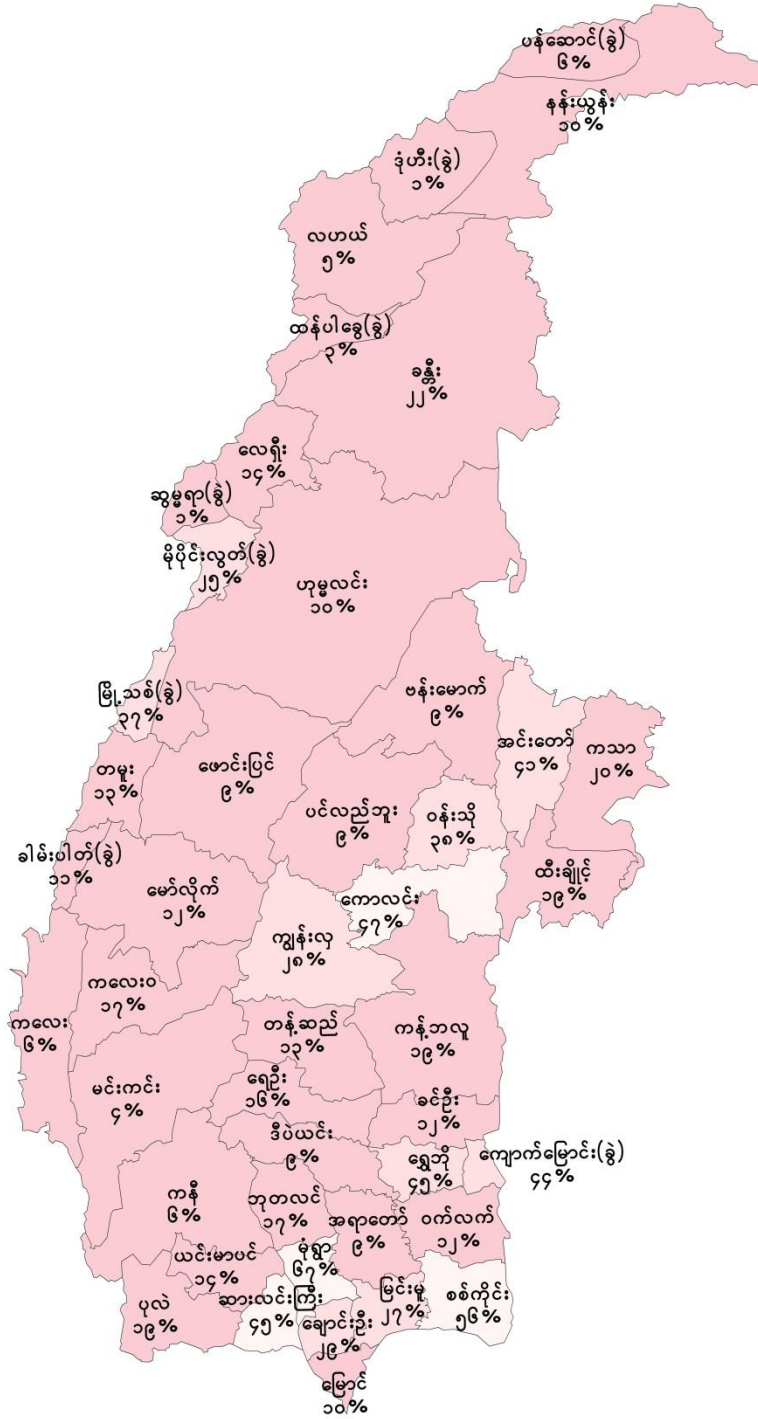 ပန်ဆောင်(ခွဲ)
၆%
နန်းယွန်း
၁၀%
ဒုံဟီး(ခွဲ)
၁%
လဟယ်
၅%
ထန်ပါခွေ(ခွဲ)
၃%
ခန္တီး
၂၂%
လေရှီး
၁၄%
ဆွမ္မရာ(ခွဲ)
၁%
မိုပိုင်းလွတ်(ခွဲ)
၂၅%
ဟုမ္မလင်း
၁၀%
မြို့သစ်(ခွဲ)
၃၇%
ဗန်းမောက်
၉%
အင်းတော်
၄၁%
ကသာ
၂၀%
တမူး
၁၃%
ဖောင်းပြင်
၉%
ပင်လည်ဘူး
၉%
ဝန်းသို
၃၈%
ခါမ်းပါတ်(ခွဲ)
၁၁%
မော်လိုက်
၁၂%
ကောလင်း
၄၇%
ထီးချိုင့်
၁၉%
ကျွန်းလှ
၂၈%
ကလေးဝ
၁၇%
ကလေး
၆%
တန့်ဆည်
၁၃%
ကန့်ဘလူ
၁၉%
မင်းကင်း
၄%
ရေဦး
၁၆%
ခင်ဦး
၁၂%
ဒီပဲယင်း
၉%
ရွှေဘို
၄၅%
ကျောက်မြောင်း(ခွဲ)
၄၄%
ကနီ
၆%
ဘုတလင်
၁၇%
အရာတော်
၉%
ဝက်လက်
၁၂%
ယင်းမာပင်
၁၄%
မုံရွာ
၆၇%
ပုလဲ
၁၉%
ဆားလင်းကြီး
၄၅%
ချောင်းဦး
၂၉%
မြင်းမူ
၂၇%
စစ်ကိုင်း
၅၆%
မြောင်
၁၀%